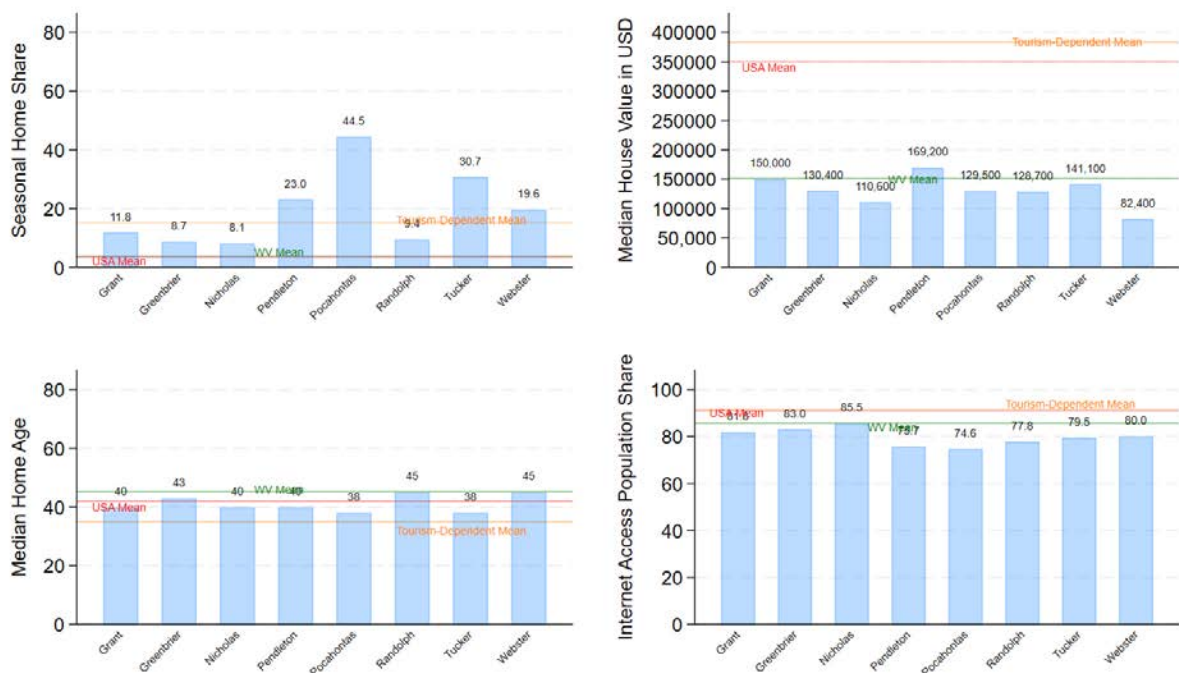 Seasonal Home Share
80
60
40
20
0
11.8
8.7
8.1
23.0
44.5
9.4
30.7
19.6
Tourism-Dependent Mean
WV Mean
USA Mean
Grant
Greenbrier
Nicholas
Pendleton
Pocahontas
Randolph
Tucker
Webster
Median House Value in USD
400000
350000
300000
250000
200000
150000
100000
50,000
0
Tourism-Dependent Mean
USA Mean
WV Mean
150,000
130,400
110,600
169,200
129,500
128,700
141,100
82,400
Grant
Greenbrier
Nicholas
Pendleton
Pocahontas
Randolph
Tucker
Webster
Median Home Age
80
60
40
20
0
40
43
40
40
38
45
38
45
WV Mean
USA Mean
Tourism-Dependent Mean
Grant
Greenbrier
Nicholas
Pendleton
Pocahontas
Randolph
Tucker
Webster
Internet Access Population Share
100
80
60
40
20
0
Tourism-Dependent Mean
USA Mean
WV Mean
81.6
83.0
85.5
75.7
74.6
77.8
79.5
80.0
Grant
Greenbrier
Nicholas
Pendleton
Pocahontas
Randolph
Tucker
Webster